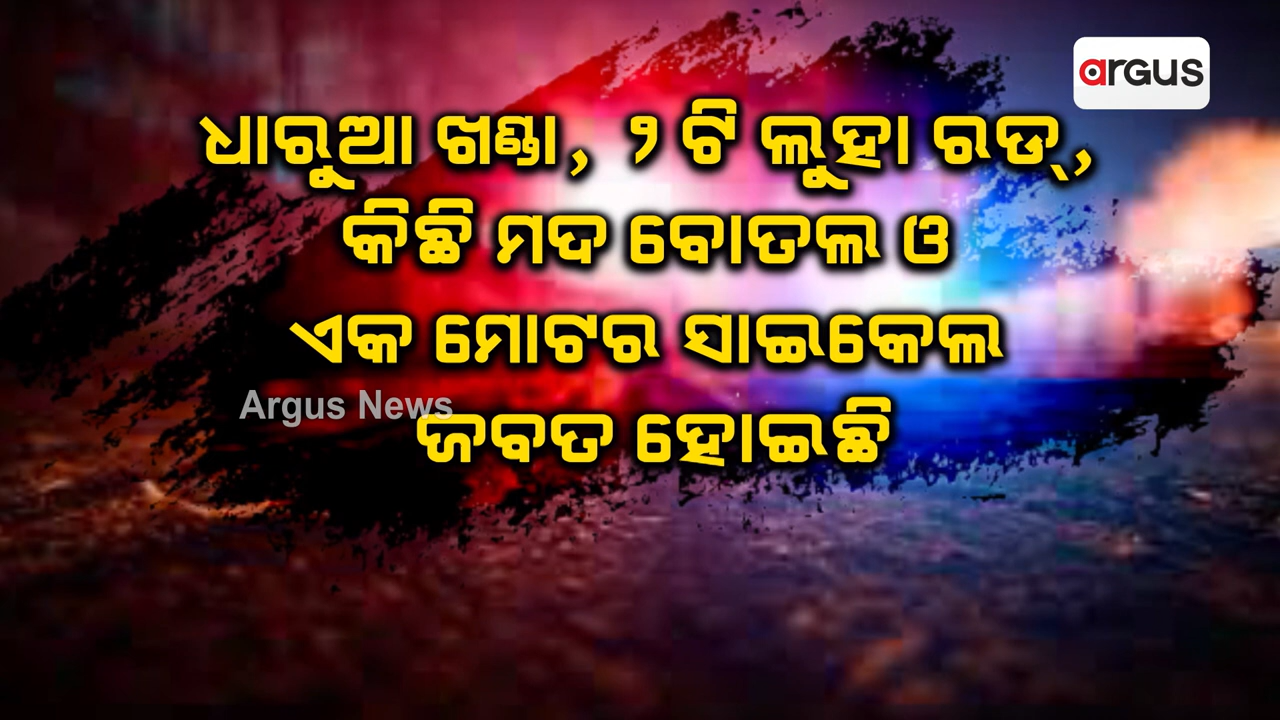 argus
ଧାରୁଆ ଖଣ୍ଡା, ୨ ଟି ଲୁହା ରଡ୍,
କିଛି ମଦ ବୋତଲ ଓ
ଏକ ମୋଟର ସାଇକେଲ
Argus News
ଜବତ ହୋଇଛି